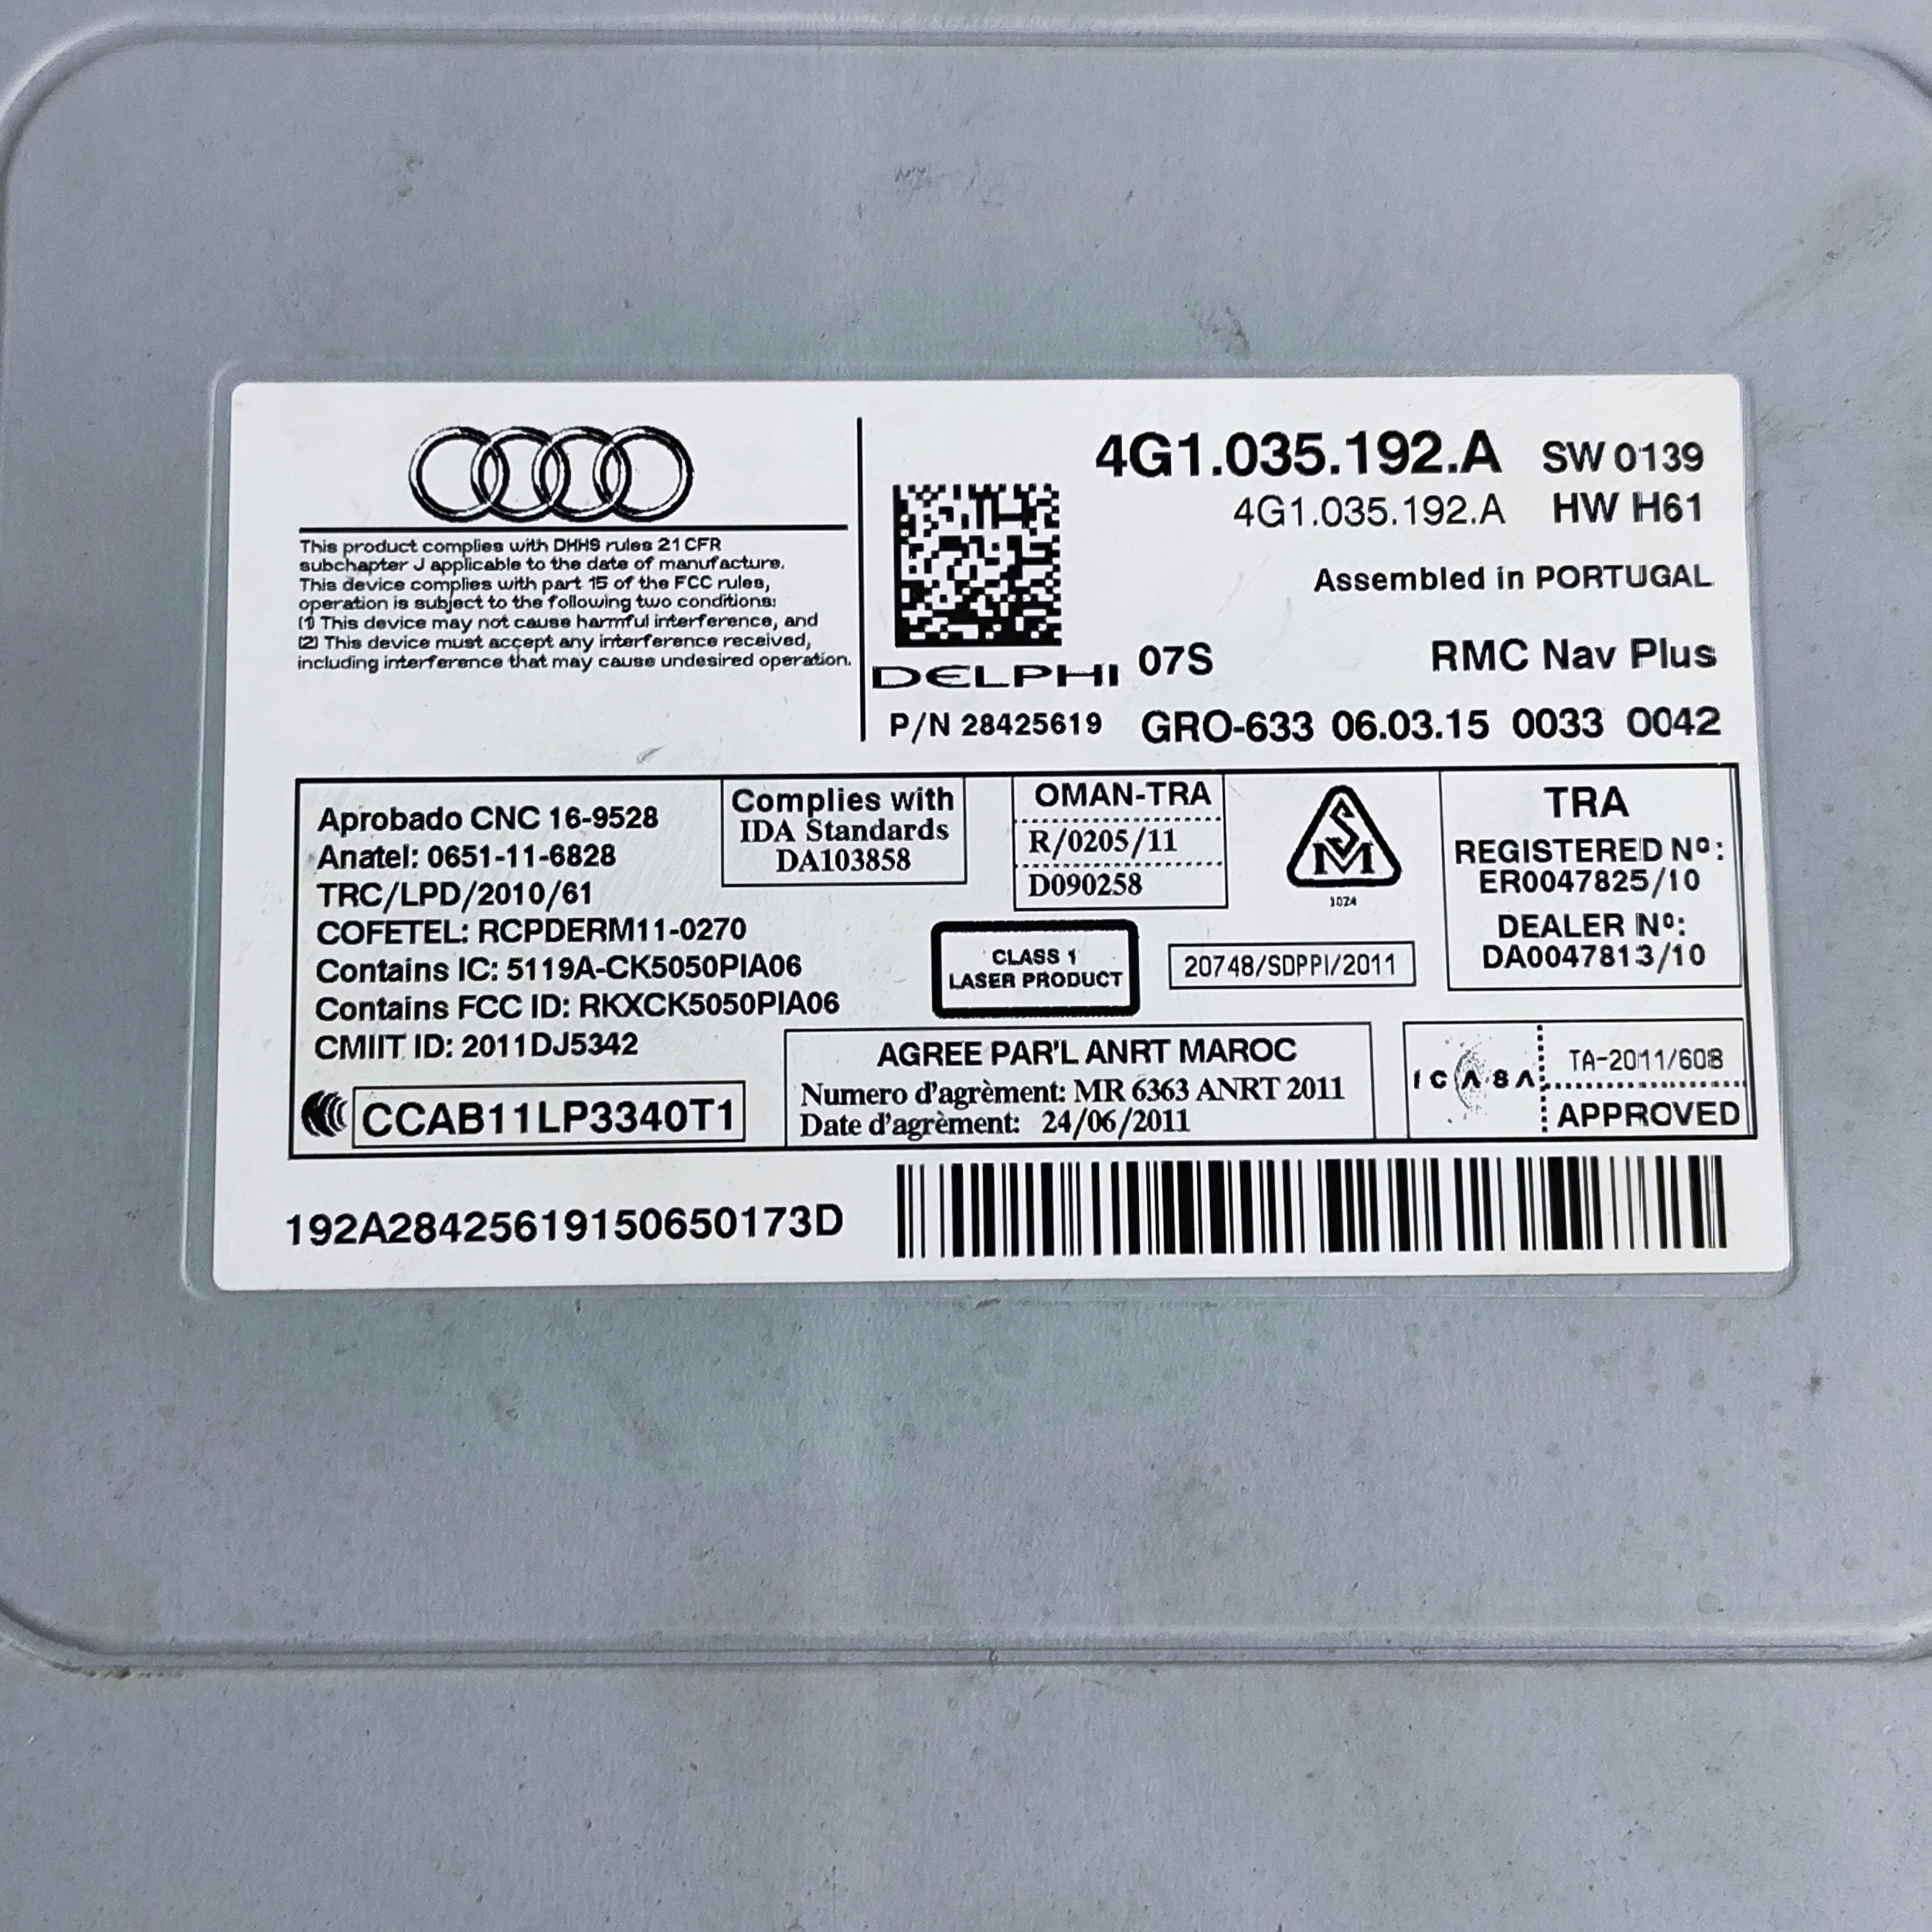 This product complies with DHHS rules 21 CFR
subchapter J applicable to the date of manufacture.
This device complies with part 15 of the FCC rules,
operation is subject to the following two conditions:
(1) This device may not cause harmful interference, and
(2) This device must accept any interference received,
including interference that may cause undesired operation.
4G1.035.192.A SW 0139
4G1.035.192.A HW H61
Assembled in PORTUGAL
DELPHI 07S RMC Nav Plus
P/N 28425619 GRO-633 06.03.15 0033 0042
Aprobado CNC 16-9528
Anatel: 0651-11-6828
TRC/LPD/2010/61
COFETEL: RCPDERM11-0270
Contains IC: 5119A-CK5050PIA06
Contains FCC ID: RKXCK5050PIA06
CMIIT ID: 2011DJ5342
CCAB11LP3340T1
Complies with
IDA Standards
DA103858
OMAN-TRA
R/0205/11
D090258
SM
1024
TRA
REGISTERED Nº:
ER0047825/10
DEALER Nº:
DA0047813/10
CLASS 1
LASER PRODUCT
20748/SDPPI/2011
AGREE PAR'L ANRT MAROC
Numero d'agrèment: MR 6363 ANRT 2011
Date d'agrèment: 24/06/2011
ICASA
TA-2011/608
APPROVED
192A28425619150650173D